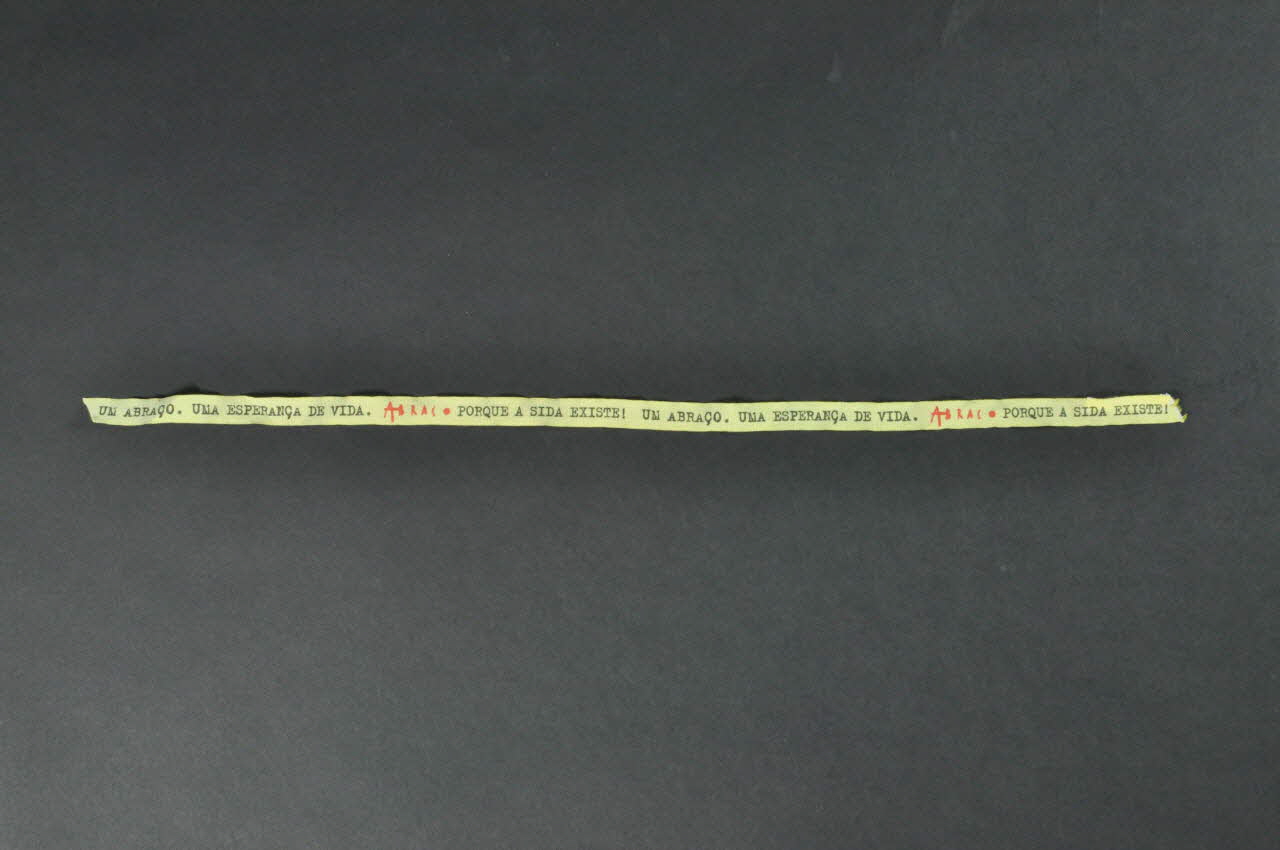 UM ABRAÇO. UMA ESPERANÇA DE VIDA. ABRAÇO PORQUE A SIDA EXISTE! UM ABRAÇO. UMA ESPERANÇA DE VIDA. ABRAÇO PORQUE A SIDA EXISTE!